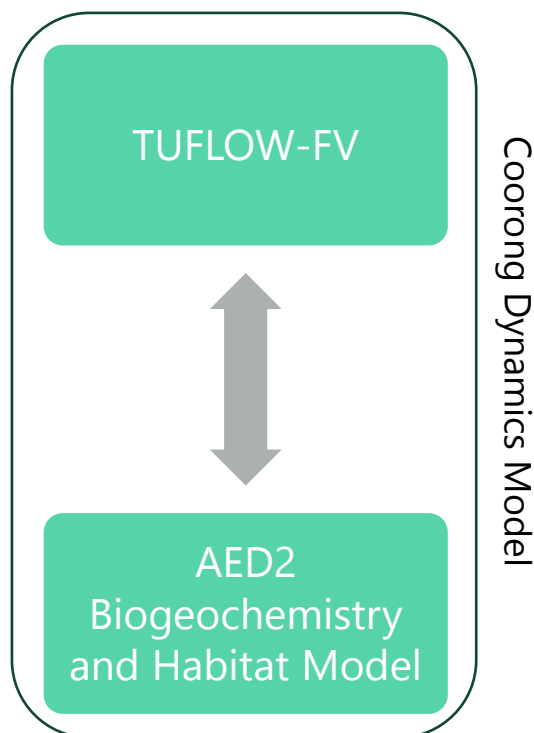 TUFLOW-FV
AED2
Biogeochemistry
and Habitat Model
Coorong Dynamics Model